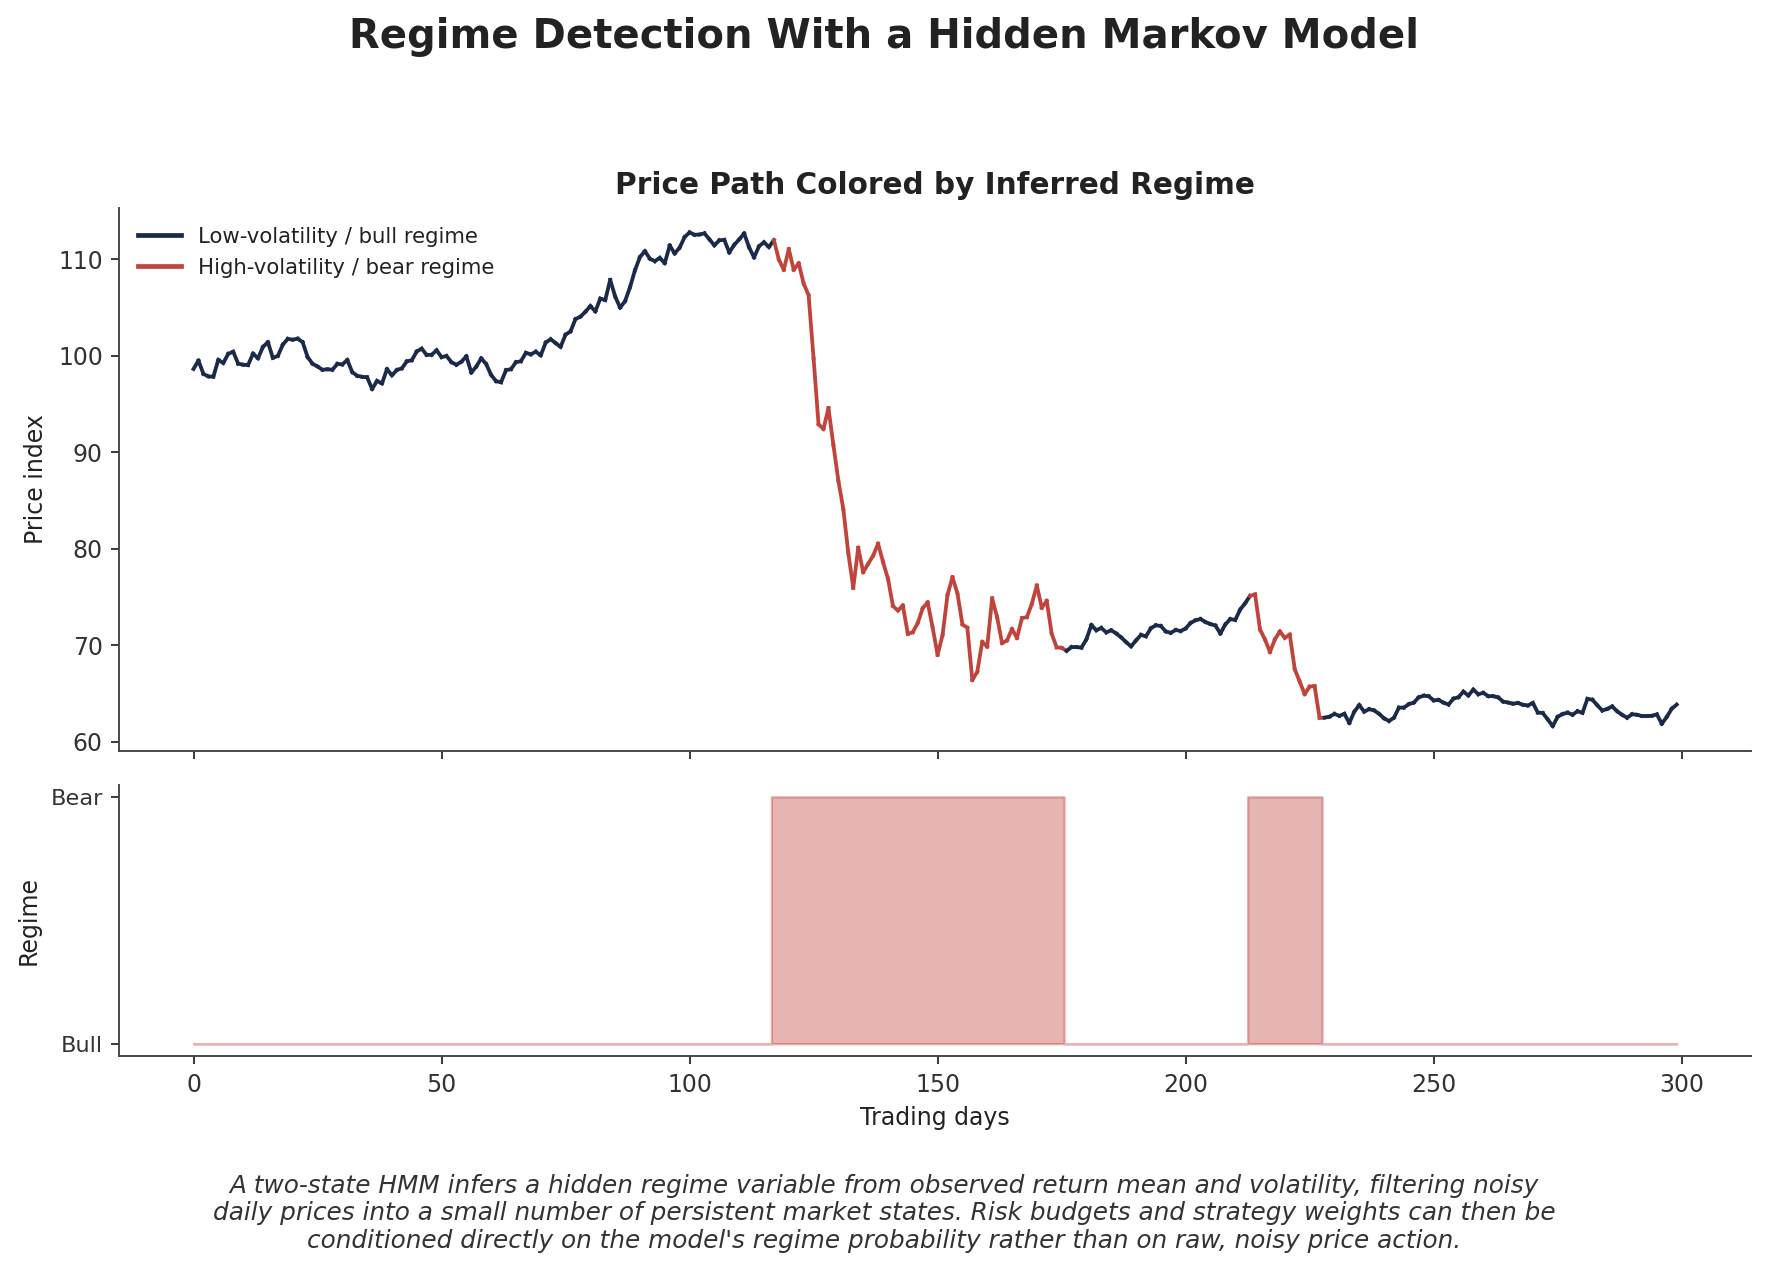 Regime Detection With a Hidden Markov Model
Price Path Colored by Inferred Regime
Low-volatility / bull regime
High-volatility / bear regime
Price index
110
100
90
80
70
60
Regime
Bear
Bull
0 50 100 150 200 250 300
Trading days
A two-state HMM infers a hidden regime variable from observed return mean and volatility, filtering noisy
daily prices into a small number of persistent market states. Risk budgets and strategy weights can then be
conditioned directly on the model's regime probability rather than on raw, noisy price action.